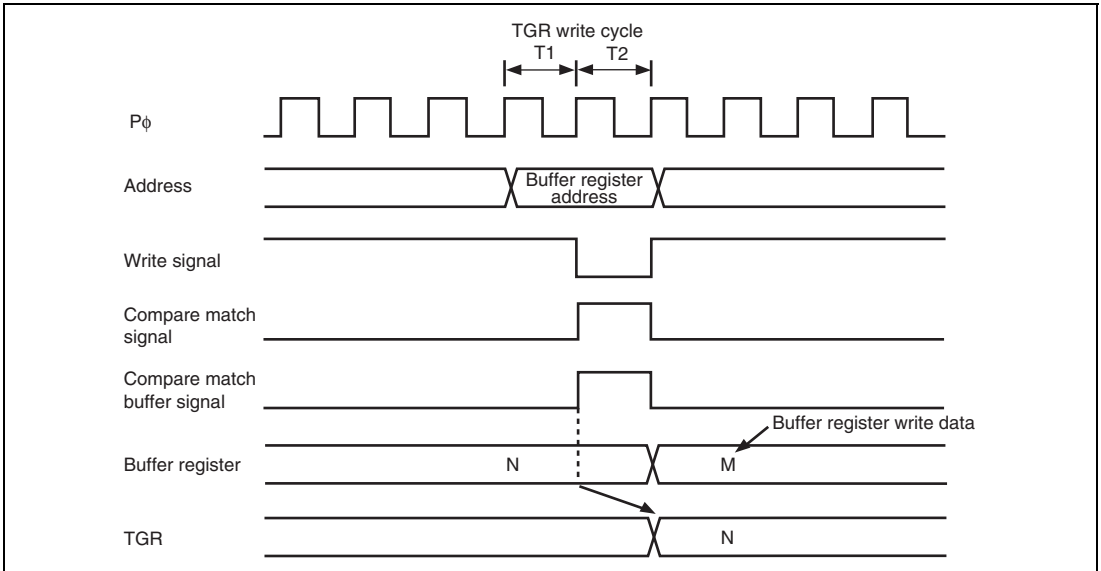 TGR write cycle
T1 T2
Pϕ
Address
Buffer register
address
Write signal
Compare match
signal
Compare match
buffer signal
Buffer register write data
Buffer register
N M
TGR
N